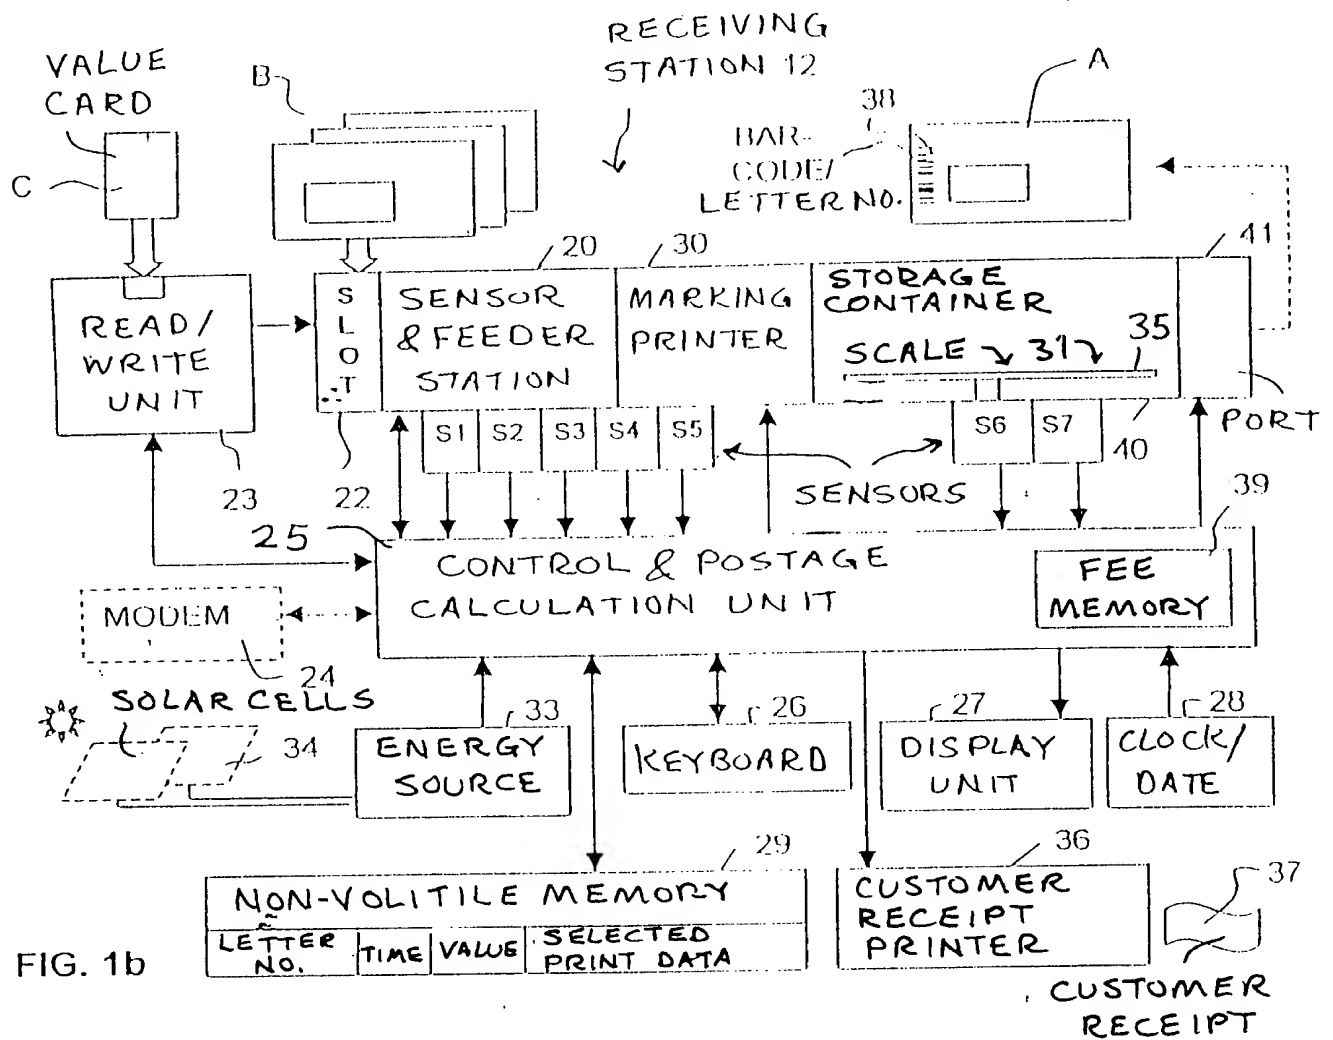 RECEIVING
STATION 12
VALUE
CARD
B
A
38
BAR-
CODE/
LETTER NO.
C
20
30
41
SLOT
SENSOR
& FEEDER
STATION
MARKING
PRINTER
STORAGE
CONTAINER
SCALE 31
35
READ/
WRITE
UNIT
PORT
S1 S2 S3 S4 S5
S6 S7
40
SENSORS
23
22
39
25
CONTROL & POSTAGE
CALCULATION UNIT
FEE
MEMORY
MODEM
24
SOLAR CELLS
34
33
ENERGY
SOURCE
26
KEYBOARD
27
DISPLAY
UNIT
28
CLOCK/
DATE
29
NON-VOLITILE MEMORY
LETTER
NO.
TIME
VALUE
SELECTED
PRINT DATA
36
CUSTOMER
RECEIPT
PRINTER
37
CUSTOMER
RECEIPT
FIG. 1b